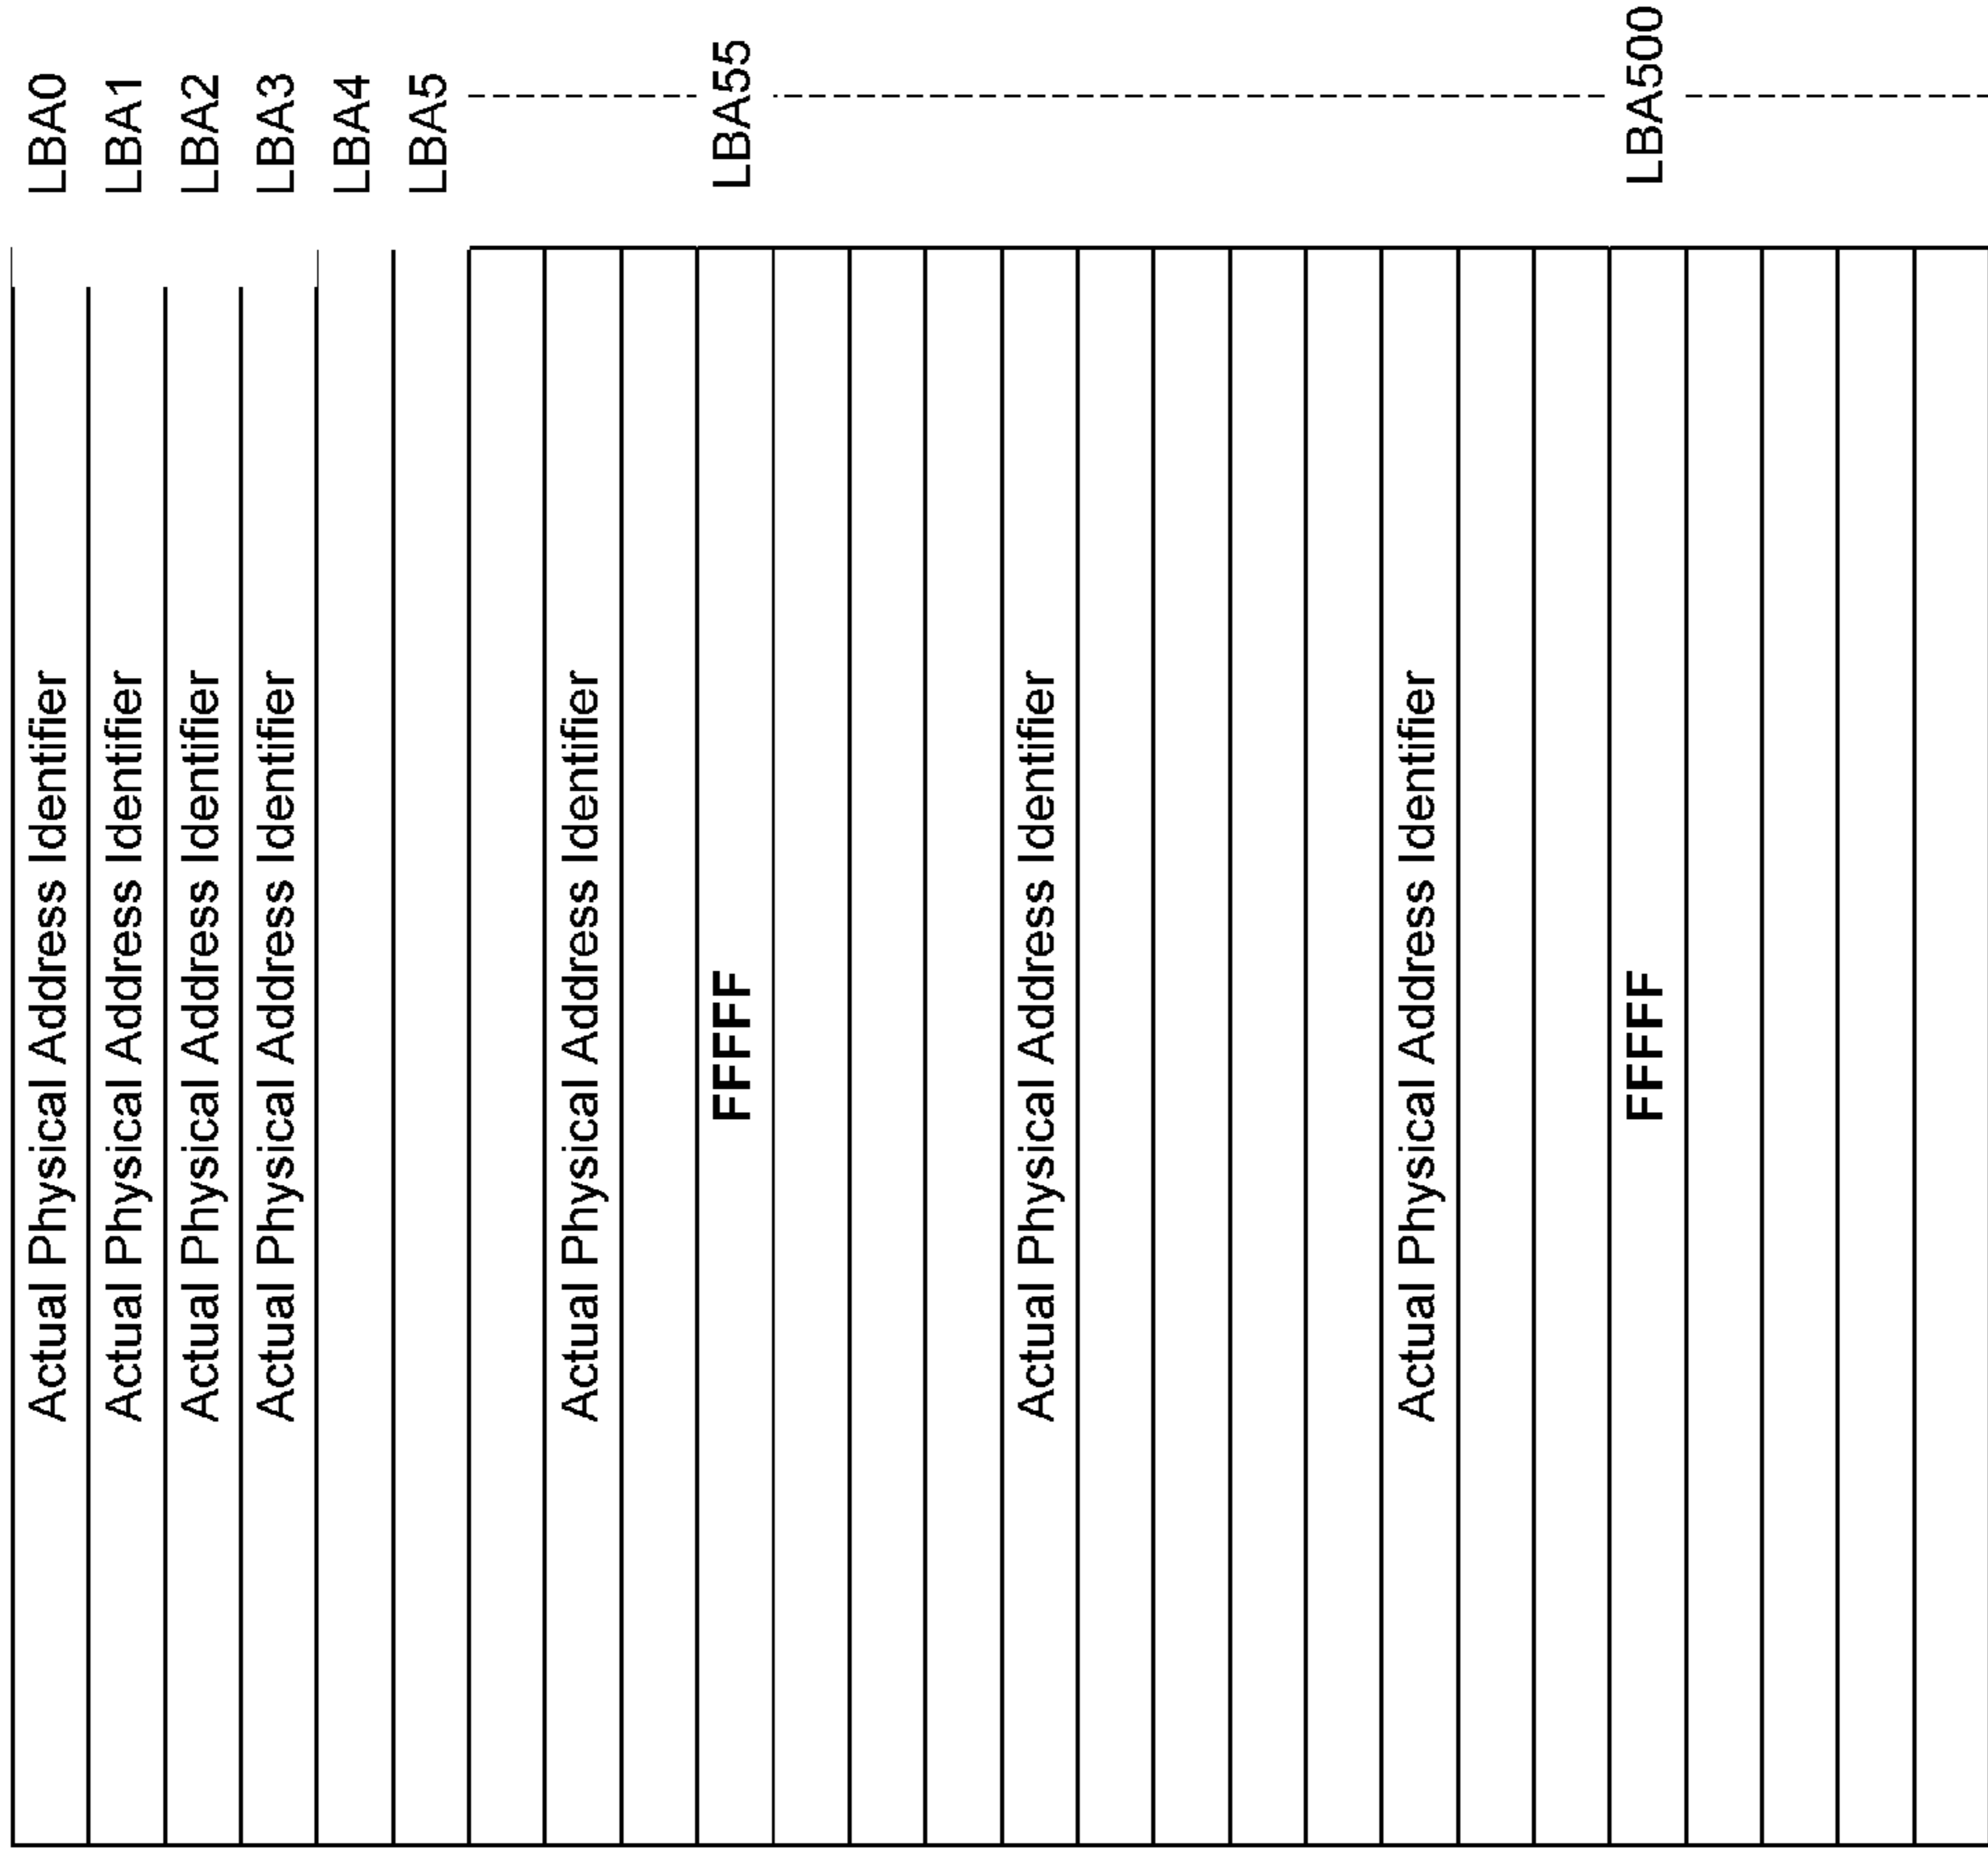 Actual Physical Address Identifier LBA0
Actual Physical Address Identifier LBA1
Actual Physical Address Identifier LBA2
Actual Physical Address Identifier LBA3
LBA4
LBA5
Actual Physical Address Identifier
FFFFF LBA55
Actual Physical Address Identifier
Actual Physical Address Identifier
FFFFF LBA500